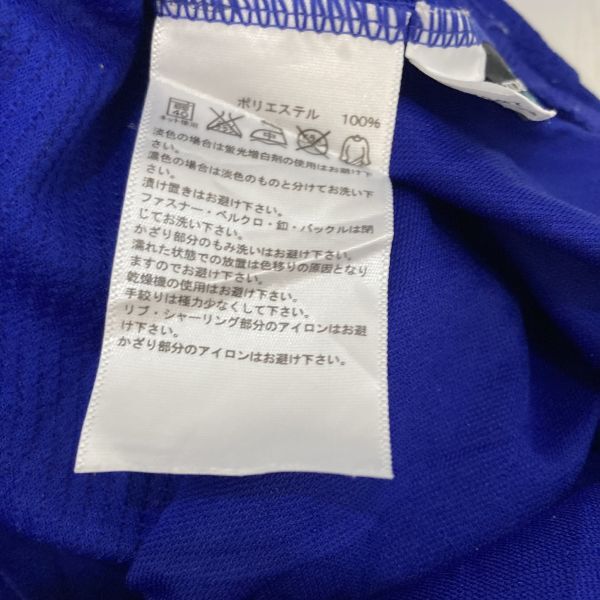 ポリエステル 100%
弱
40
ネット使用
中
淡色の場合は蛍光増白剤の使用はお避け下
さい。
濃色の場合は淡色のものと分けてお洗い下
さい。
漬け置きはお避け下さい。
ファスナー・ベルクロ・釦・バックルは閉
じてお洗い下さい。
かざり部分のもみ洗いはお避け下さい。
濡れた状態での放置は色移りの原因となり
ますのでお避け下さい。
乾燥機の使用はお避け下さい。
手絞りは極力少なくして下さい。
リブ・シャーリング部分のアイロンはお避
け下さい。
かざり部分のアイロンはお避け下さい。